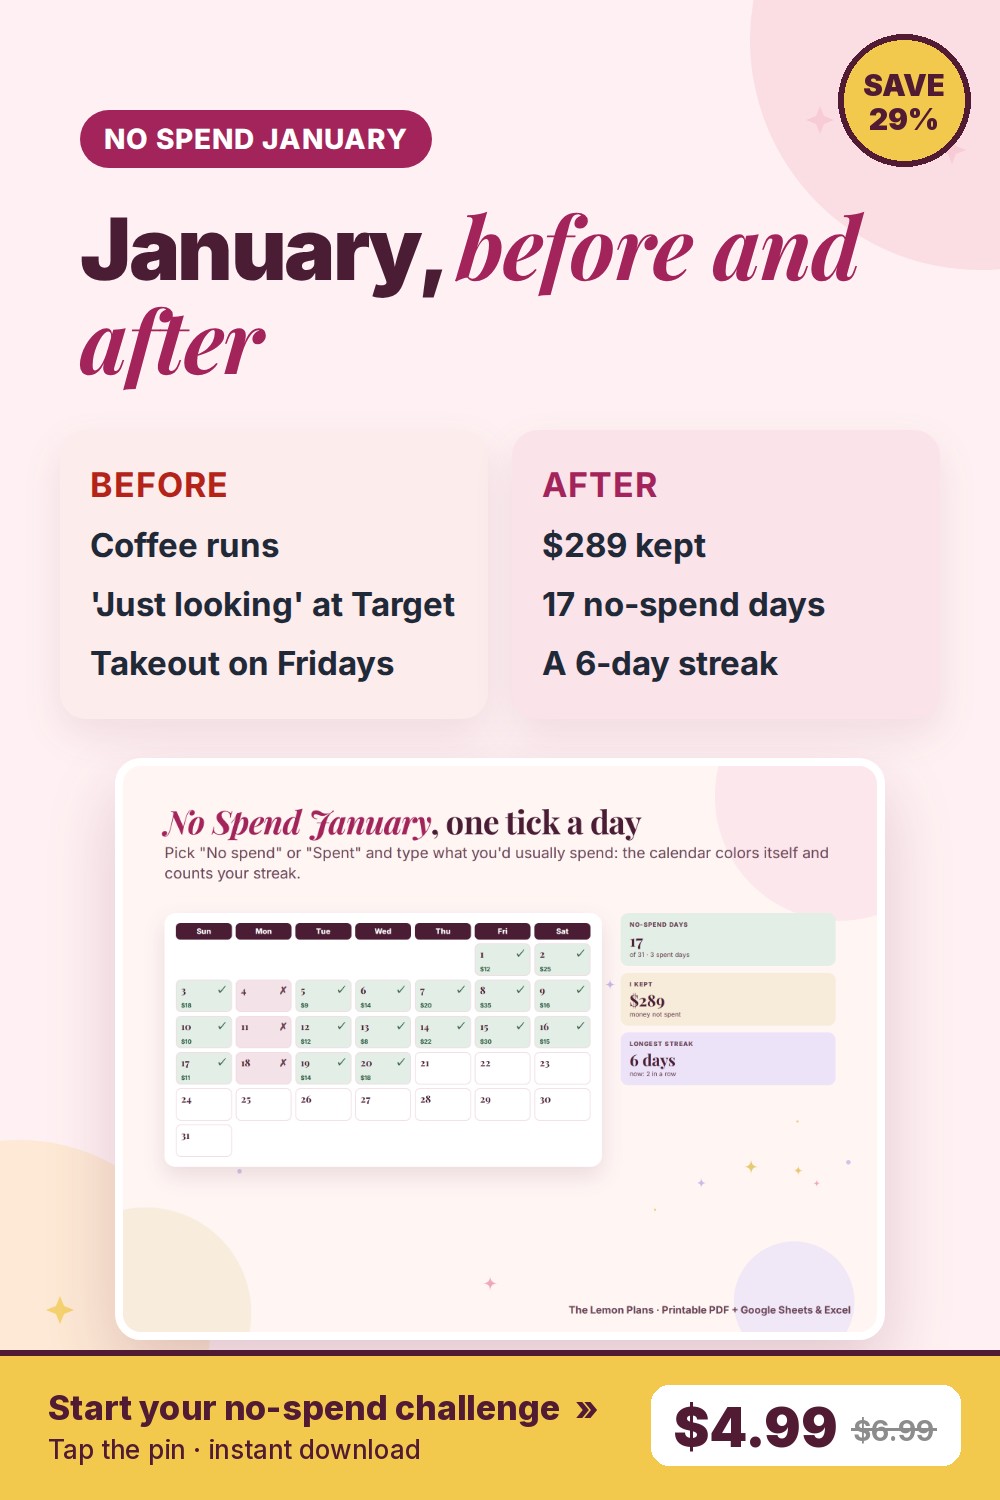 SAVE
29%
NO SPEND JANUARY
January, before and
after
BEFORE
Coffee runs
'Just looking' at Target
Takeout on Fridays
AFTER
$289 kept
17 no-spend days
A 6-day streak
No Spend January, one tick a day
Pick "No spend" or "Spent" and type what you'd usually spend: the calendar colors itself and
counts your streak.
Sun Mon Tue Wed Thu Fri Sat
1 ✓ 2 ✓
$12 $25
3 ✓ 4 ✗ 5 ✓ 6 ✓ 7 ✓ 8 ✓ 9 ✓
$18 $9 $14 $20 $35 $16
10 ✓ 11 ✗ 12 ✓ 13 ✓ 14 ✓ 15 ✓ 16 ✓
$10 $12 $8 $22 $30 $15
17 ✓ 18 ✗ 19 ✓ 20 ✓ 21 22 23
$11 $14 $18
24 25 26 27 28 29 30
31
NO-SPEND DAYS
17
of 31 · 3 spent days
I KEPT
$289
money not spent
LONGEST STREAK
6 days
now: 2 in a row
The Lemon Plans · Printable PDF + Google Sheets & Excel
Start your no-spend challenge »
Tap the pin · instant download
$4.99 $6.99